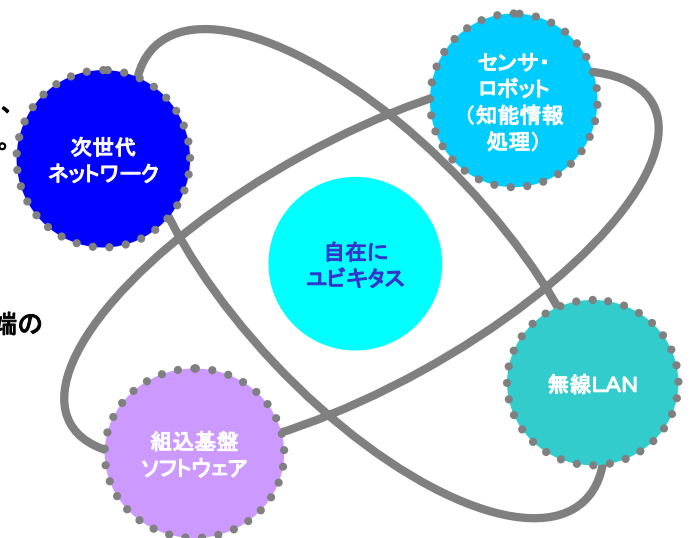 センサ・
ロボット
（知能情報
処理）
、
。
次世代
ネットワーク
自在に
ユビキタス
端の
無線LAN
組込基盤
ソフトウェア